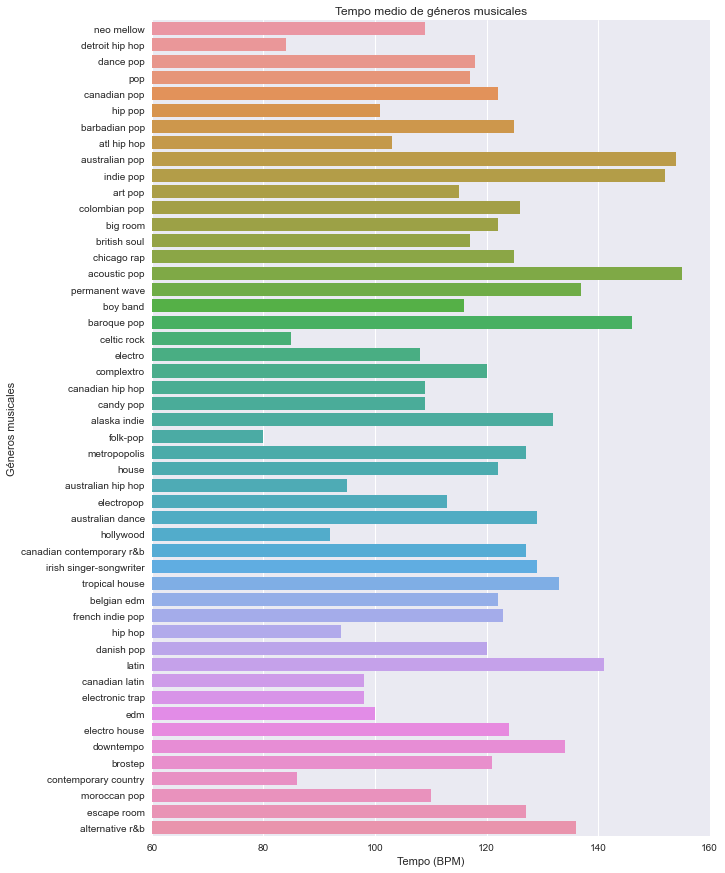 Tempo medio de géneros musicales
neo mellow
detroit hip hop
dance pop
pop
canadian pop
hip pop
barbadian pop
atl hip hop
australian pop
indie pop
art pop
colombian pop
big room
british soul
chicago rap
acoustic pop
permanent wave
boy band
baroque pop
celtic rock
electro
complextro
canadian hip hop
candy pop
alaska indie
folk-pop
metropopolis
house
australian hip hop
electropop
australian dance
hollywood
canadian contemporary r&b
irish singer-songwriter
tropical house
belgian edm
french indie pop
hip hop
danish pop
latin
canadian latin
electronic trap
edm
electro house
downtempo
brostep
contemporary country
moroccan pop
escape room
alternative r&b
Géneros musicales
60 80 100 120 140 160
Tempo (BPM)